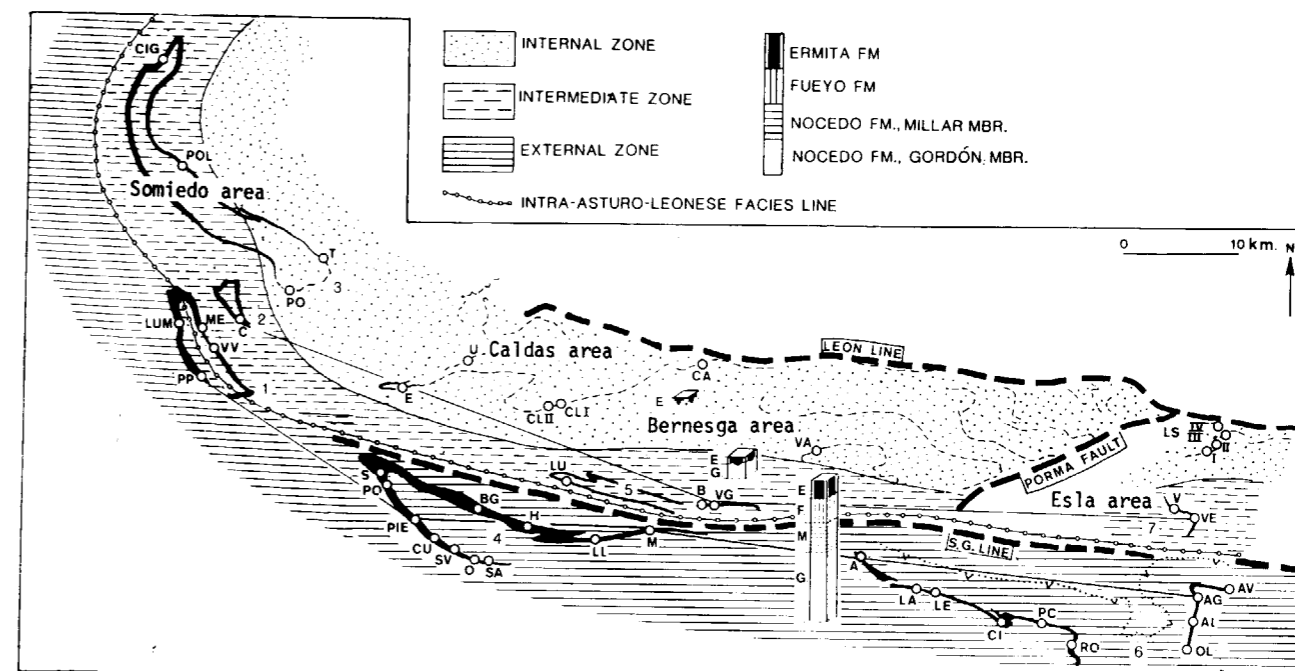 INTERNAL ZONE
INTERMEDIATE ZONE
EXTERNAL ZONE
INTRA-ASTURO-LEONESE FACIES LINE
ERMITA FM
FUEYO FM
NOCEDO FM., MILLAR MBR.
NOCEDO FM., GORDÓN MBR.
0 10 km. N
CIG
POL
Somiedo area
T
PO 3
LUM ME C 2
VV
PP 1
U Caldas area
LEON LINE
CA
E
E
CLII CLI
Bernesga area
VA
E
G
LS IV
III II
I
PORMA FAULT
Esla area
V
VE
7
LU 5
B VG
E
F
M
G
S
PO
BG
H
4
LL
M
PIE
CU
SV
O
SA
S.G. LINE
A
LA LE
CI
PC
RO
6
AG AV
AL
OL